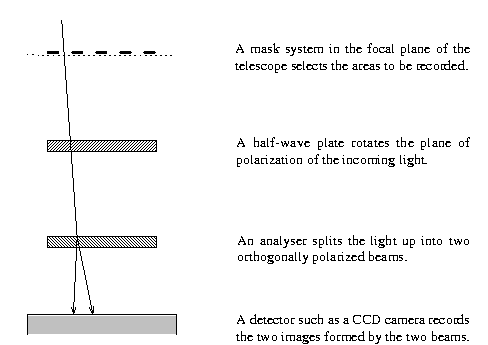 A mask system in the focal plane of the
telescope selects the areas to be recorded.
A half-wave plate rotates the plane of
polarization of the incoming light.
An analyser splits the light up into two
orthogonally polarized beams.
A detector such as a CCD camera records
the two images formed by the two beams.